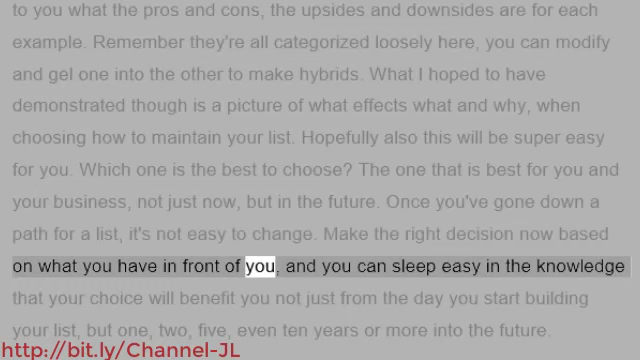 to you what the pros and cons, the upsides and downsides are for each
example. Remember they're all categorized loosely here, you can modify
and gel one into the other to make hybrids. What I hoped to have
demonstrated though is a picture of what effects what and why, when
choosing how to maintain your list. Hopefully also this will be super easy
for you. Which one is the best to choose? The one that is best for you and
your business, not just now, but in the future. Once you've gone down a
path for a list, it's not easy to change. Make the right decision now based
on what you have in front of you, and you can sleep easy in the knowledge
that your choice will benefit you not just from the day you start building
your list, but one, two, five, even ten years or more into the future.
http://bit.ly/Channel-JL